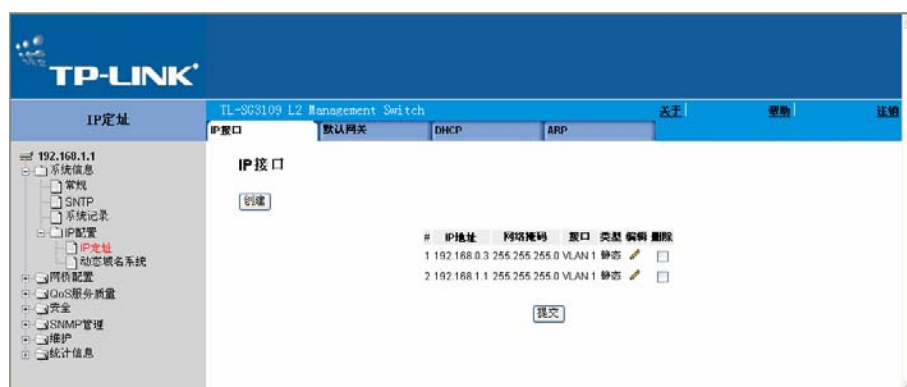 TP-LINK
IP定址
TL-SG3109 L2 Management Switch
关于
帮助
注销
IP接口
默认网关
DHCP
ARP
192.168.1.1
系统信息
常规
SNTP
系统记录
IP配置
IP定址
动态域名系统
网桥配置
QoS服务质量
安全
SNMP管理
维护
统计信息
IP接口
创建
# IP地址 网络掩码 接口 类型 编辑 删除
1 192.168.0.3 255.255.255.0 VLAN 1 静态
2 192.168.1.1 255.255.255.0 VLAN 1 静态
提交